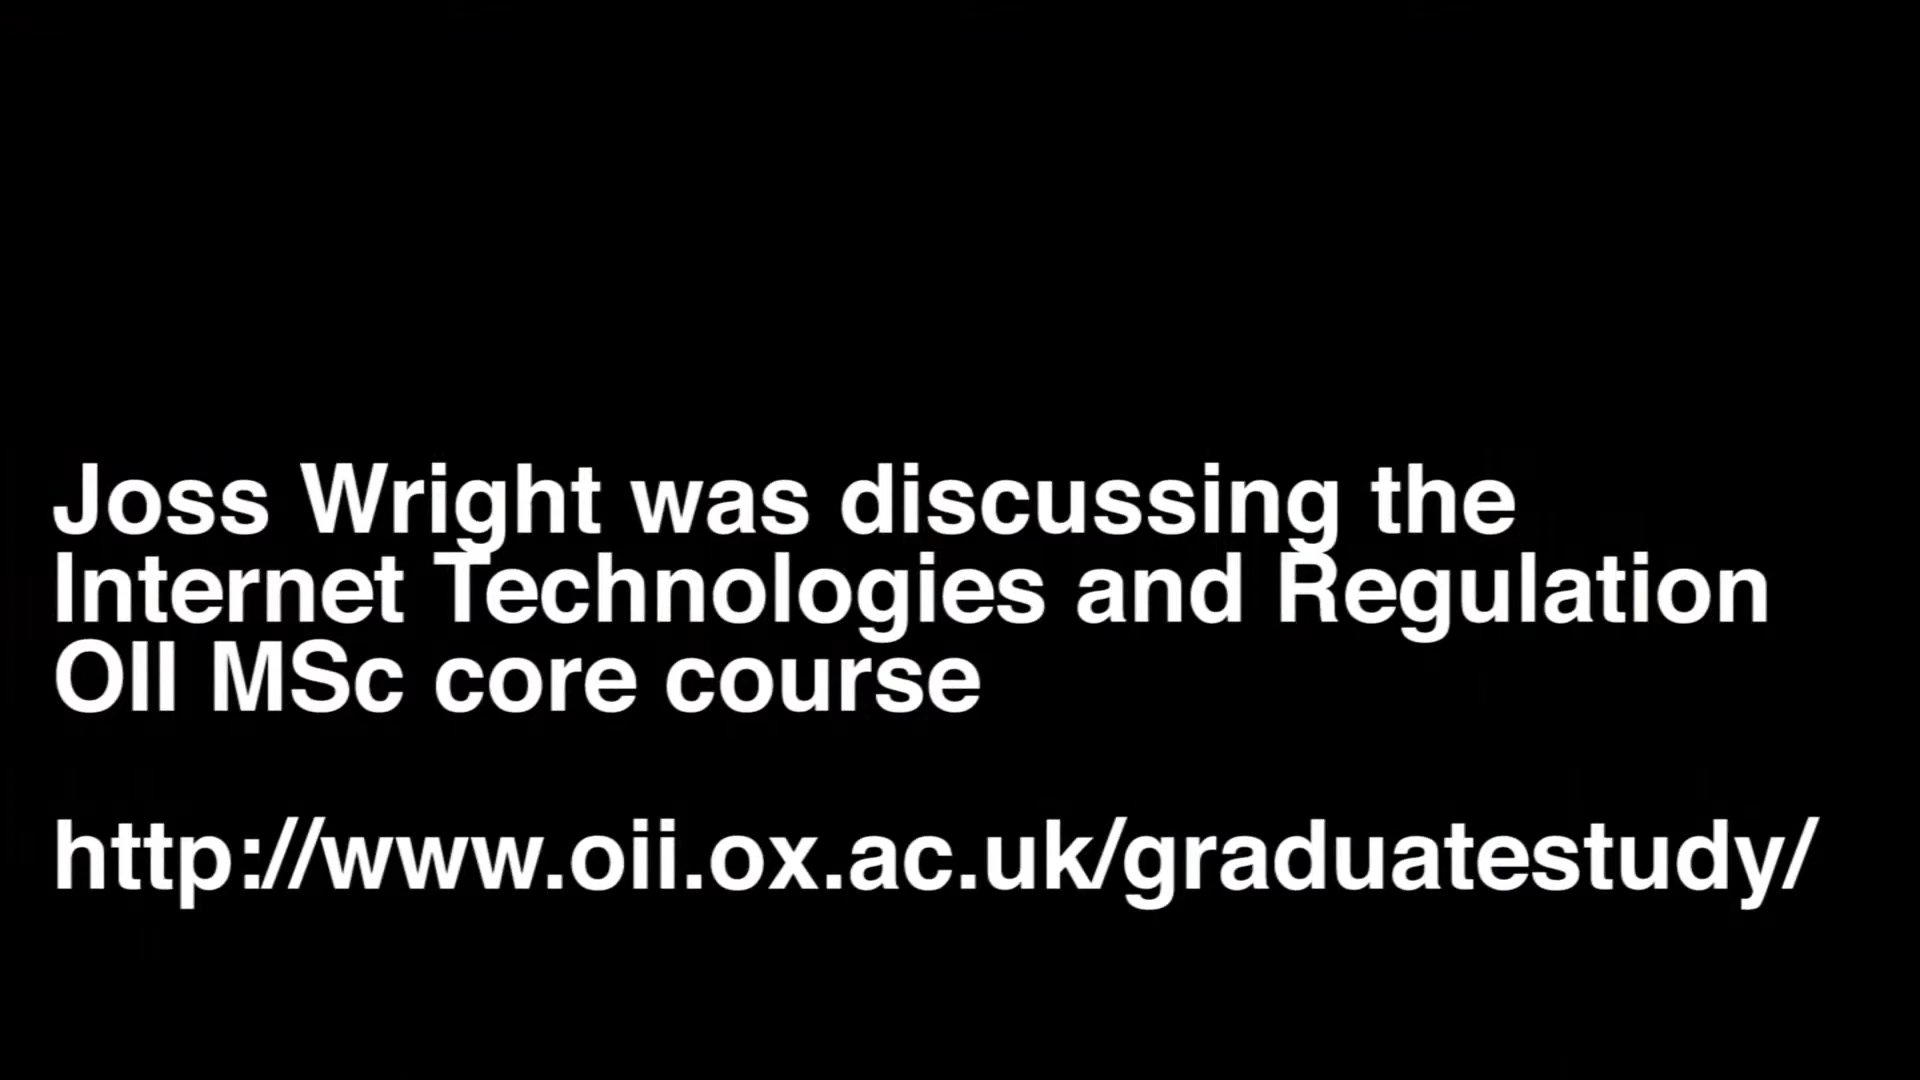 Joss Wright was discussing the
Internet Technologies and Regulation
OII MSc core course
http://www.oii.ox.ac.uk/graduatestudy/